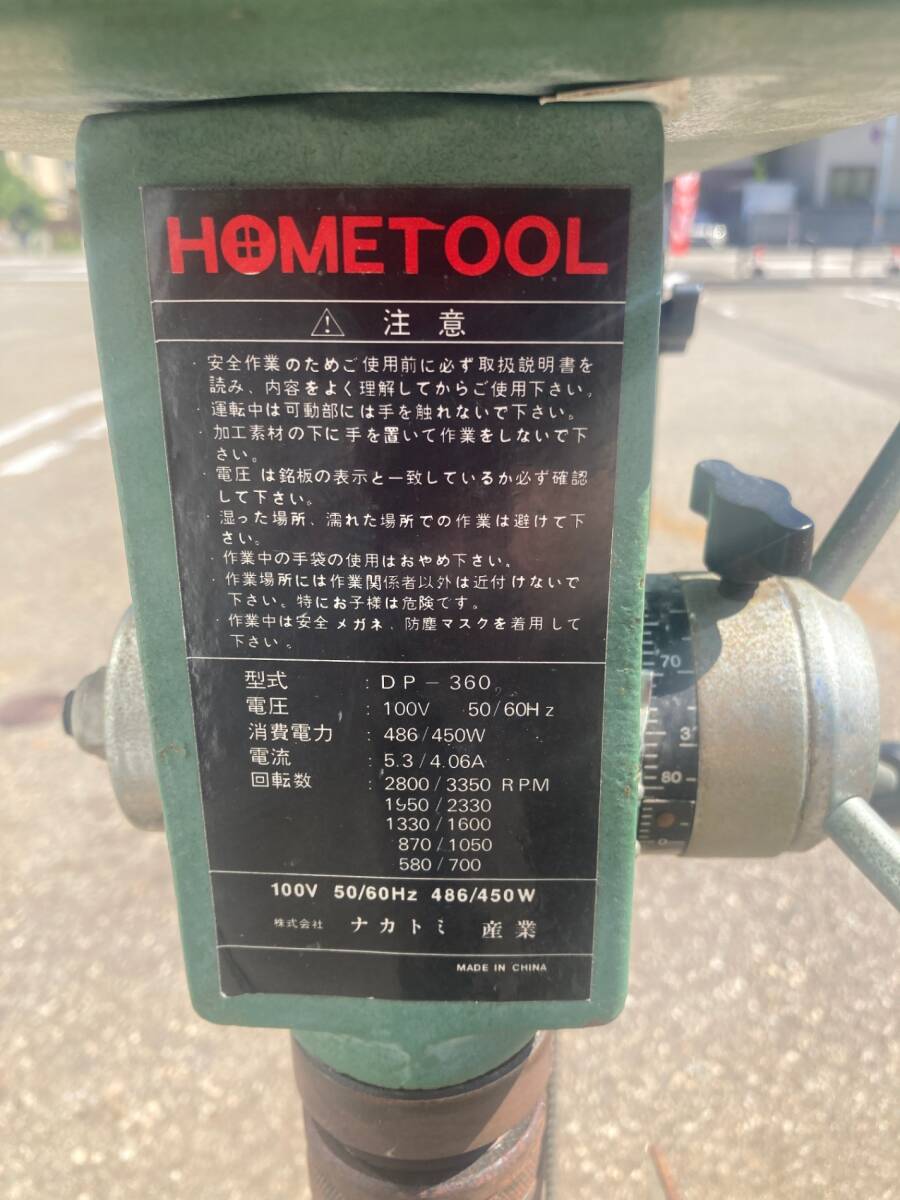 HOMETOOL
⚠ 注意
・安全作業のためご使用前に必ず取扱説明書を
読み、内容をよく理解してからご使用下さい。
・運転中は可動部には手を触れないで下さい。
・加工素材の下に手を置いて作業をしないで下
さい。
・電圧は銘板の表示と一致しているか必ず確認
して下さい。
・湿った場所、濡れた場所での作業は避けて下
さい。
・作業中の手袋の使用はおやめ下さい。
・作業場所には作業関係者以外は近付けないで
下さい。特にお子様は危険です。
・作業中は安全メガネ、防塵マスクを着用して
下さい。
型式 : DP-360
電圧 : 100V 50/60Hz
消費電力 : 486/450W
電流 : 5.3/4.06A
回転数 : 2800/3350 RPM
1950/2330
1330/1600
870/1050
580/700
100V 50/60Hz 486/450W
株式会社 ナカトミ 産業
MADE IN CHINA
70
3
80
0